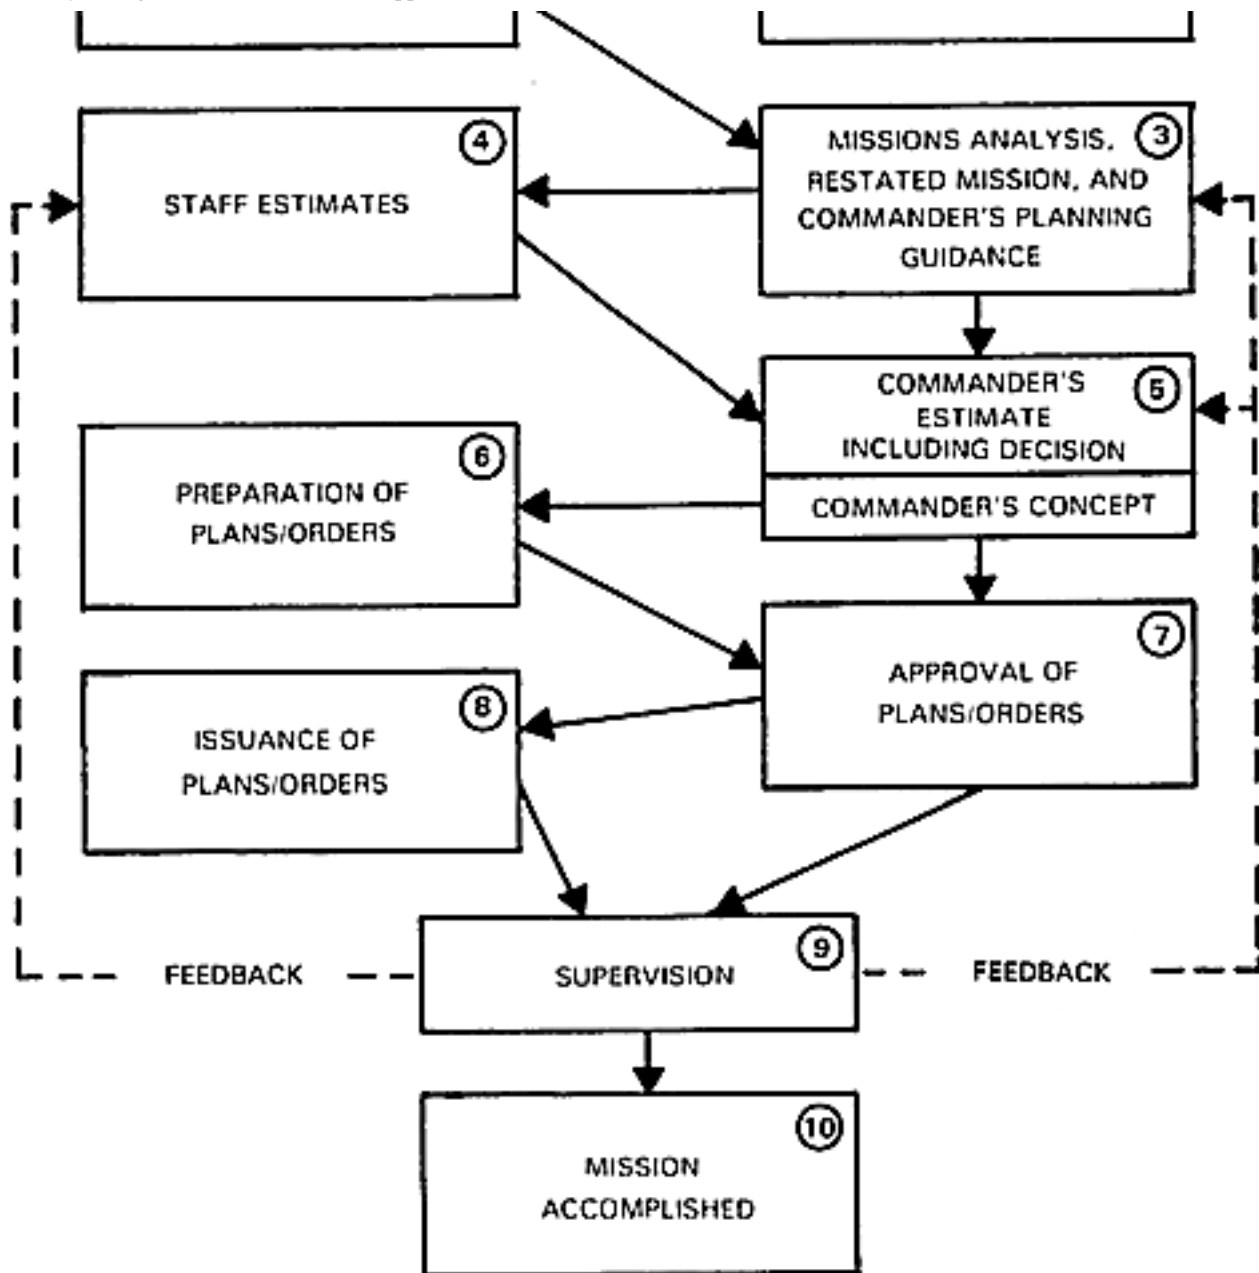 ④
STAFF ESTIMATES
③
MISSIONS ANALYSIS,
RESTATED MISSION, AND
COMMANDER'S PLANNING
GUIDANCE
⑤
COMMANDER'S
ESTIMATE
INCLUDING DECISION
COMMANDER'S CONCEPT
⑥
PREPARATION OF
PLANS/ORDERS
⑦
APPROVAL OF
PLANS/ORDERS
⑧
ISSUANCE OF
PLANS/ORDERS
⑨
FEEDBACK
SUPERVISION
FEEDBACK
⑩
MISSION
ACCOMPLISHED